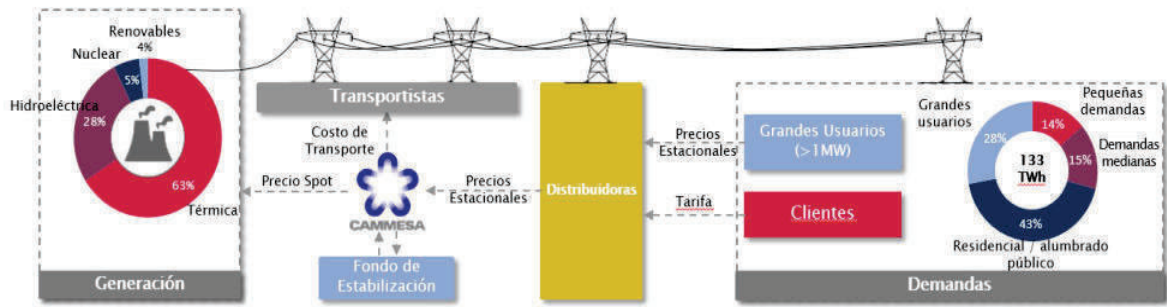 Renovables
4%
Nuclear
5%
Hidroeléctrica
28%
63%
Térmica
Generación
Transportistas
Costo de
Transporte
Precio Spot
CAMMESA
Fondo de
Estabilización
Precios
Estacionales
Distribuidoras
Precios
Estacionales
Tarifa
Grandes Usuarios
(>1MW)
Clientes
Grandes
usuarios
28%
Pequeñas
demandas
14%
15%
Demandas
medianas
133
TWh
43%
Residencial / alumbrado
público
Demandas